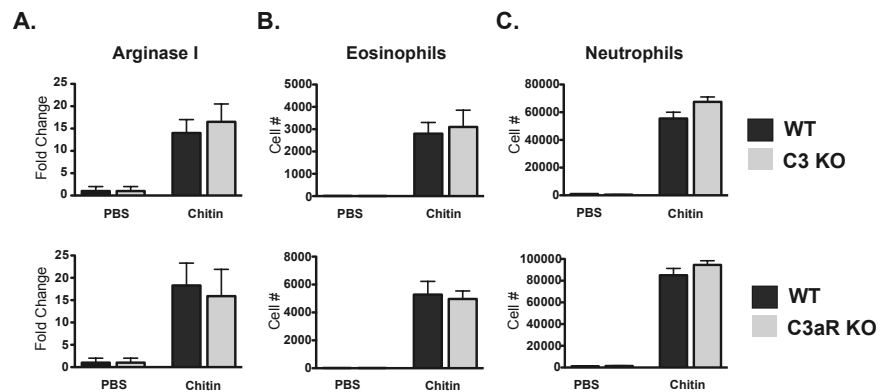 A.
B.
C.
Arginase I
Eosinophils
Neutrophils
Fold Change
25
20
15
10
5
0
PBS
Chitin
Cell #
5000
4000
3000
2000
1000
0
PBS
Chitin
Cell #
80000
60000
40000
20000
0
PBS
Chitin
WT
C3 KO
Fold Change
25
20
15
10
5
0
PBS
Chitin
Cell #
8000
6000
4000
2000
0
PBS
Chitin
Cell #
100000
80000
60000
40000
20000
0
PBS
Chitin
WT
C3aR KO